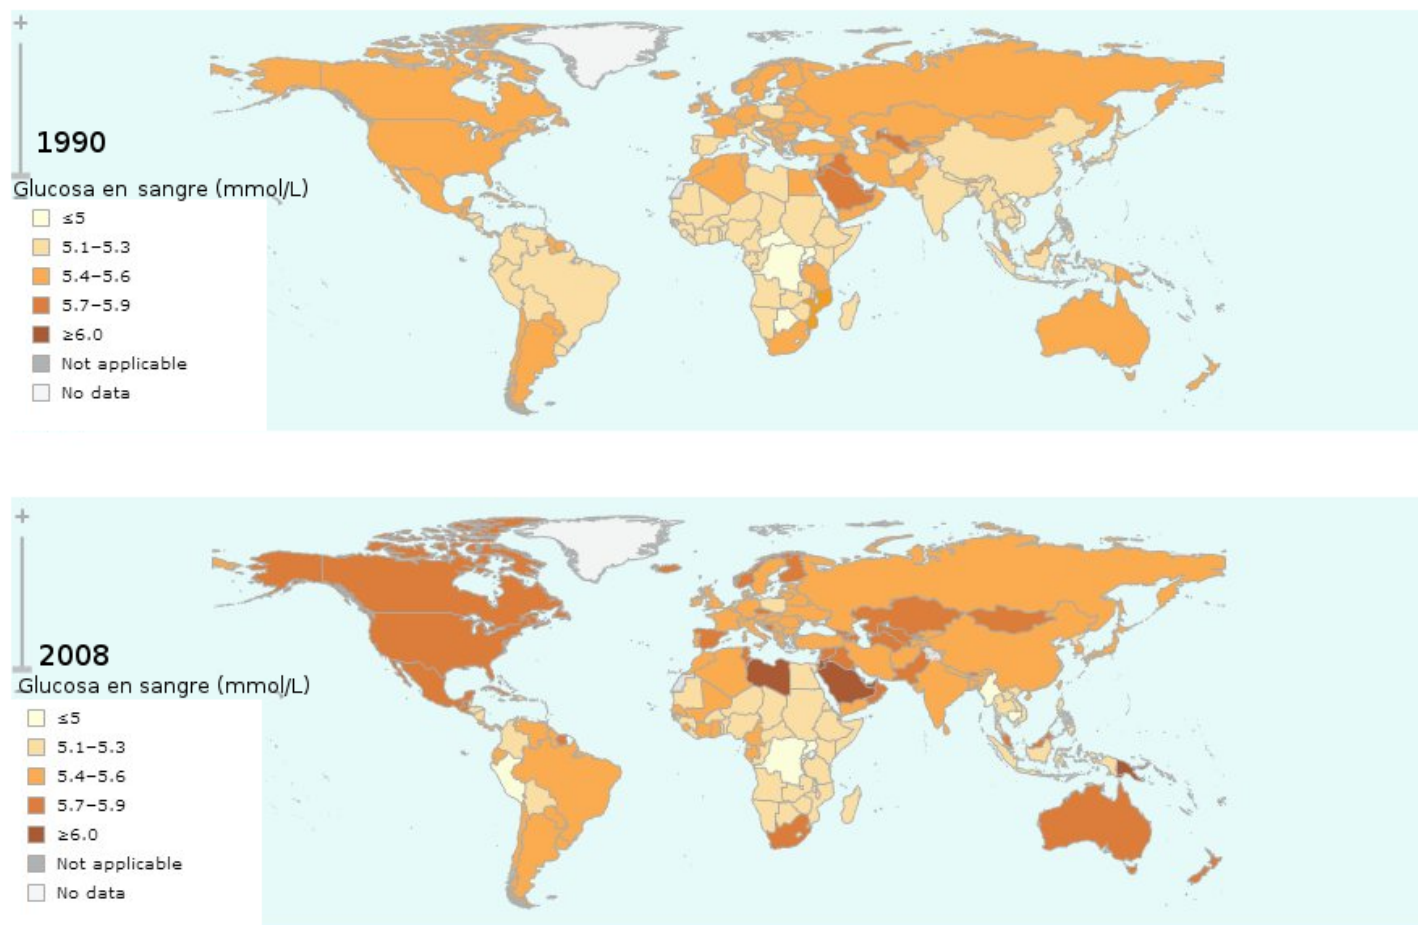 +
1990
Glucosa en sangre (mmol/L)
≤5
5.1–5.3
5.4–5.6
5.7–5.9
≥6.0
Not applicable
No data
+
2008
Glucosa en sangre (mmol/L)
≤5
5.1–5.3
5.4–5.6
5.7–5.9
≥6.0
Not applicable
No data